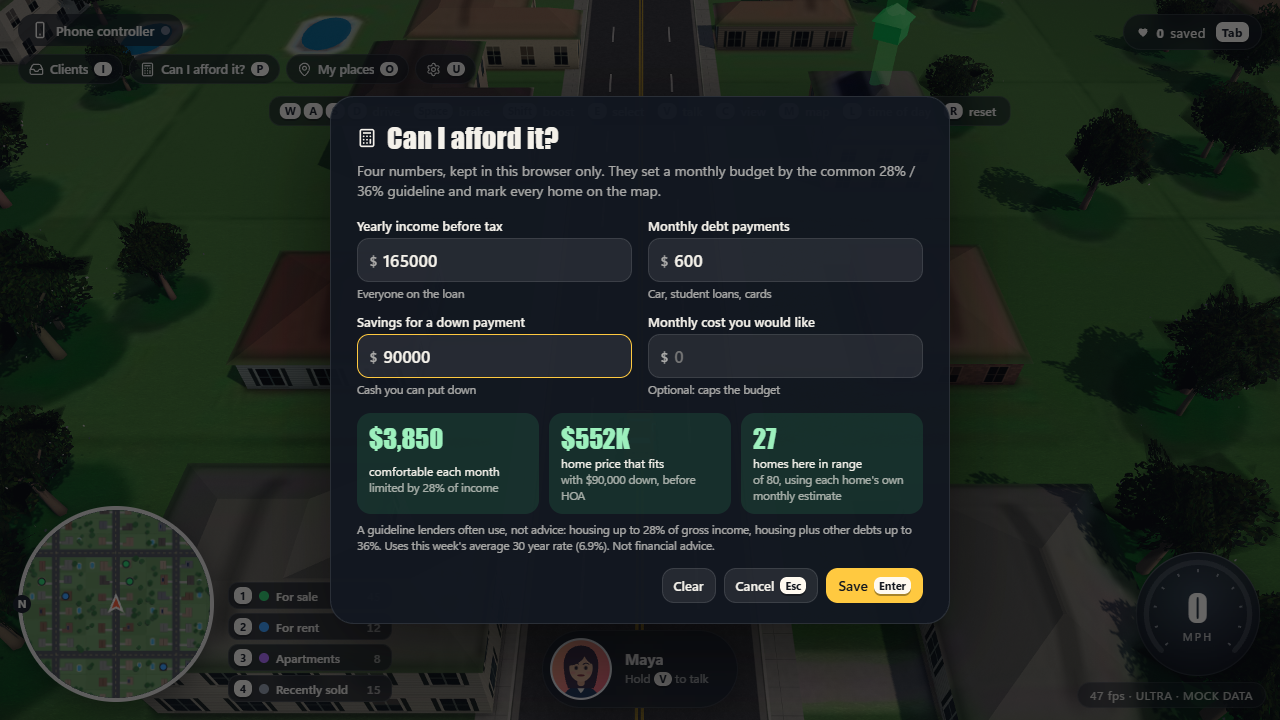 Phone controller
0 saved Tab
Clients I
Can I afford it? P
My places O
U
W A
R reset
Can I afford it?
Four numbers, kept in this browser only. They set a monthly budget by the common 28% /
36% guideline and mark every home on the map.
Yearly income before tax
Monthly debt payments
$ 165000
$ 600
Everyone on the loan
Car, student loans, cards
Savings for a down payment
Monthly cost you would like
$ 90000
$ 0
Cash you can put down
Optional: caps the budget
$3,850
comfortable each month
limited by 28% of income
$552K
home price that fits
with $90,000 down, before
HOA
27
homes here in range
of 80, using each home's own
monthly estimate
A guideline lenders often use, not advice: housing up to 28% of gross income, housing plus other debts up to
36%. Uses this week's average 30 year rate (6.9%). Not financial advice.
Clear
Cancel Esc
Save Enter
N
1 For sale
2 For rent 12
3 Apartments 8
4 Recently sold 15
Maya
Hold V to talk
0
MPH
47 fps · ULTRA · MOCK DATA